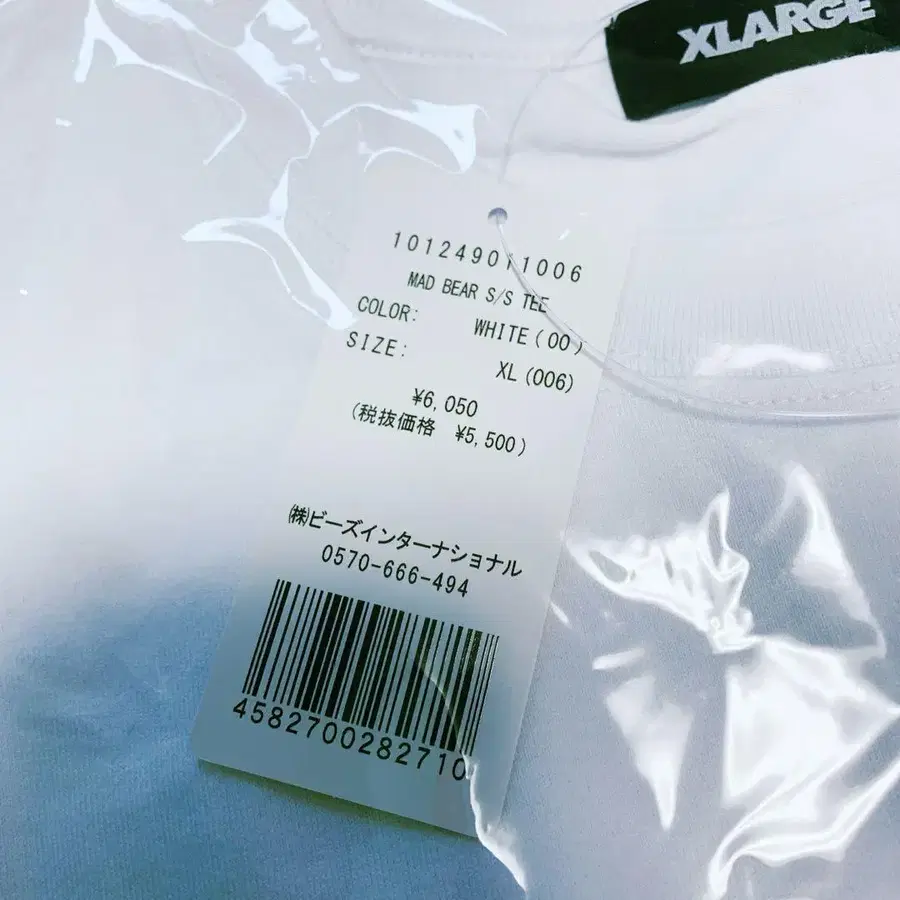 XLARGE
101249011006
MAD BEAR S/S TEE
COLOR: WHITE(00)
SIZE: XL(006)
¥6,050
(税抜価格 ¥5,500)
㈱ビーズインターナショナル
0570-666-494
4582700282710